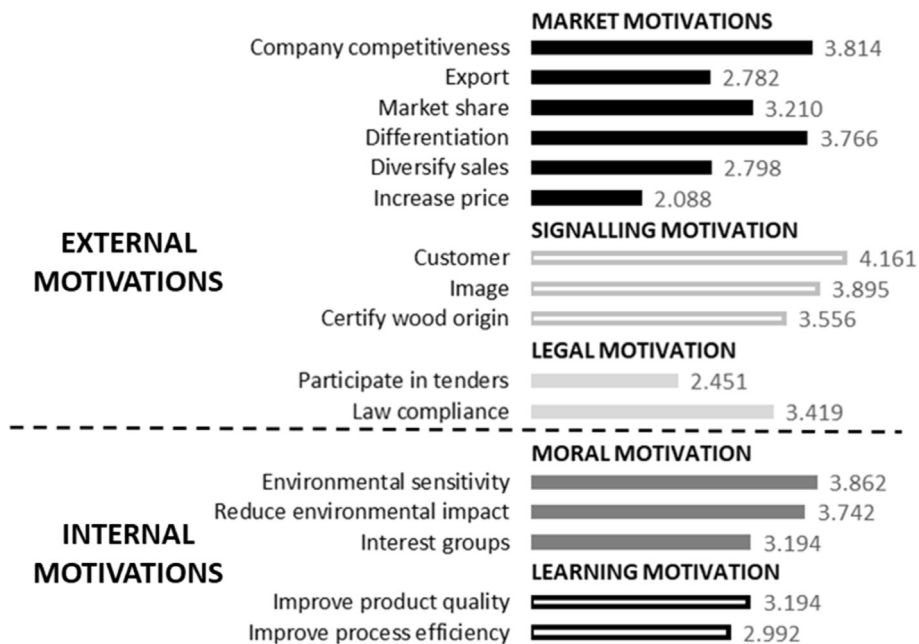 MARKET MOTIVATIONS
Company competitiveness 3.814
Export 2.782
Market share 3.210
Differentiation 3.766
Diversify sales 2.798
Increase price 2.088
EXTERNAL
MOTIVATIONS
SIGNALLING MOTIVATION
Customer 4.161
Image 3.895
Certify wood origin 3.556
LEGAL MOTIVATION
Participate in tenders 2.451
Law compliance 3.419
MORAL MOTIVATION
Environmental sensitivity 3.862
Reduce environmental impact 3.742
Interest groups 3.194
INTERNAL
MOTIVATIONS
LEARNING MOTIVATION
Improve product quality 3.194
Improve process efficiency 2.992